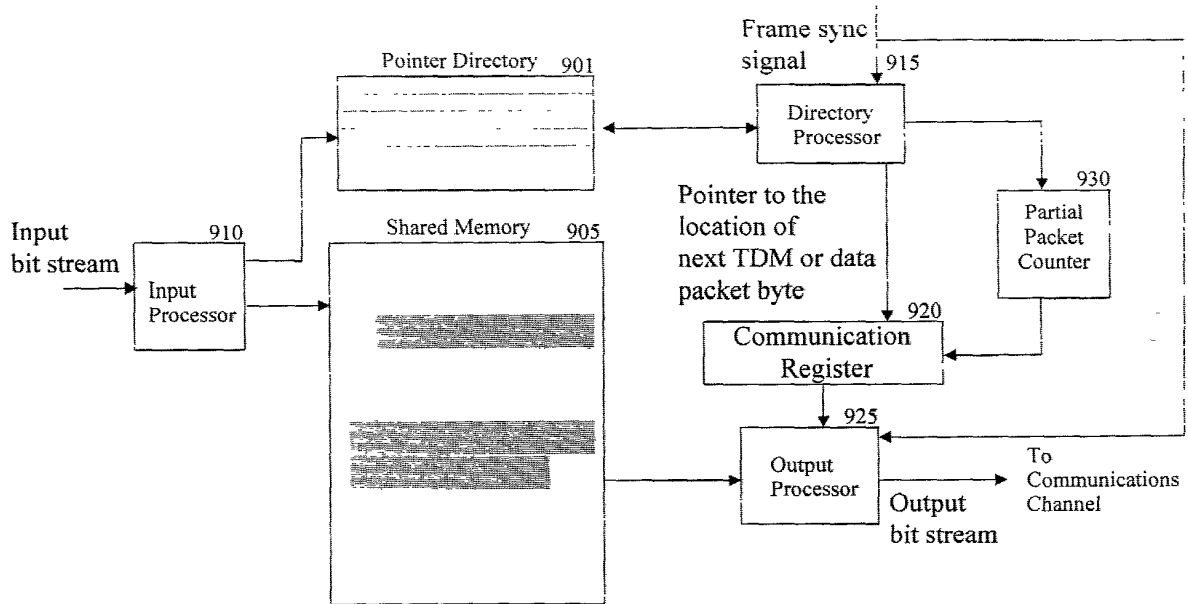 Frame sync
signal
915
Pointer Directory 901
Directory
Processor
930
Partial
Packet
Counter
Pointer to the
location of
next TDM or data
packet byte
Input
bit stream
910
Input
Processor
Shared Memory 905
920
Communication
Register
925
Output
Processor
To
Communications
Channel
Output
bit stream